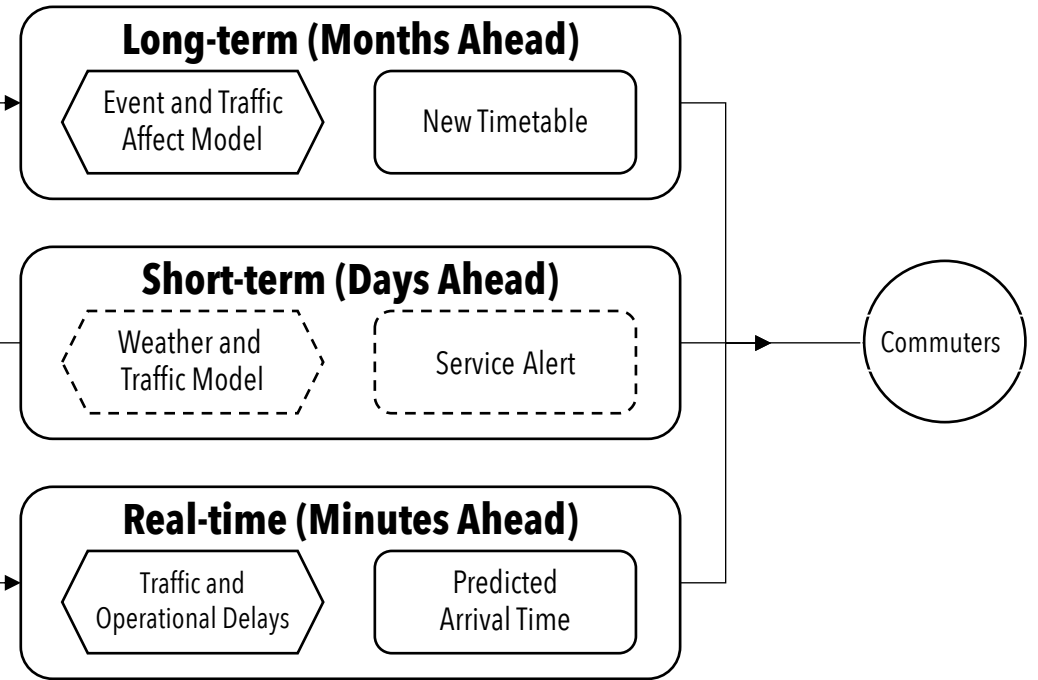 Long-term (Months Ahead)
Event and Traffic
Affect Model
New Timetable
Short-term (Days Ahead)
Weather and
Traffic Model
Service Alert
Commuters
Real-time (Minutes Ahead)
Traffic and
Operational Delays
Predicted
Arrival Time